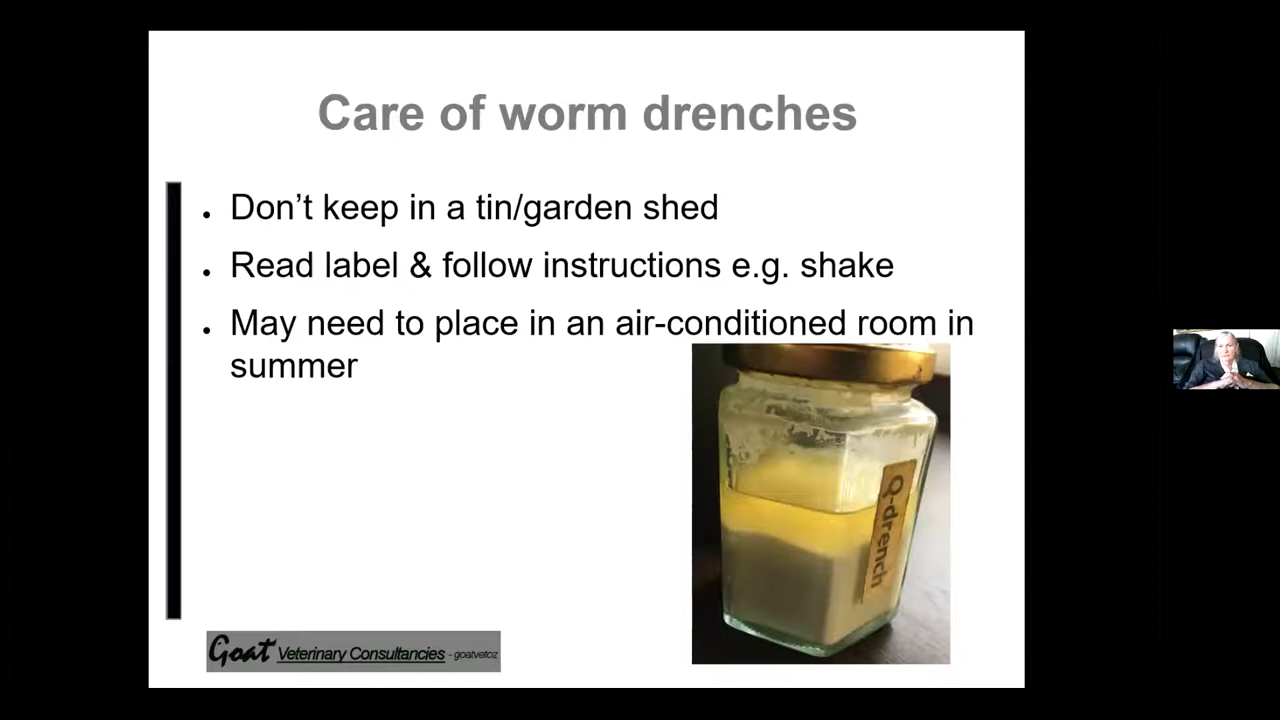 Care of worm drenches
Don't keep in a tin/garden shed
Read label & follow instructions e.g. shake
May need to place in an air-conditioned room in
summer
Q-drench
Goat Veterinary Consultancies - goatvetoz